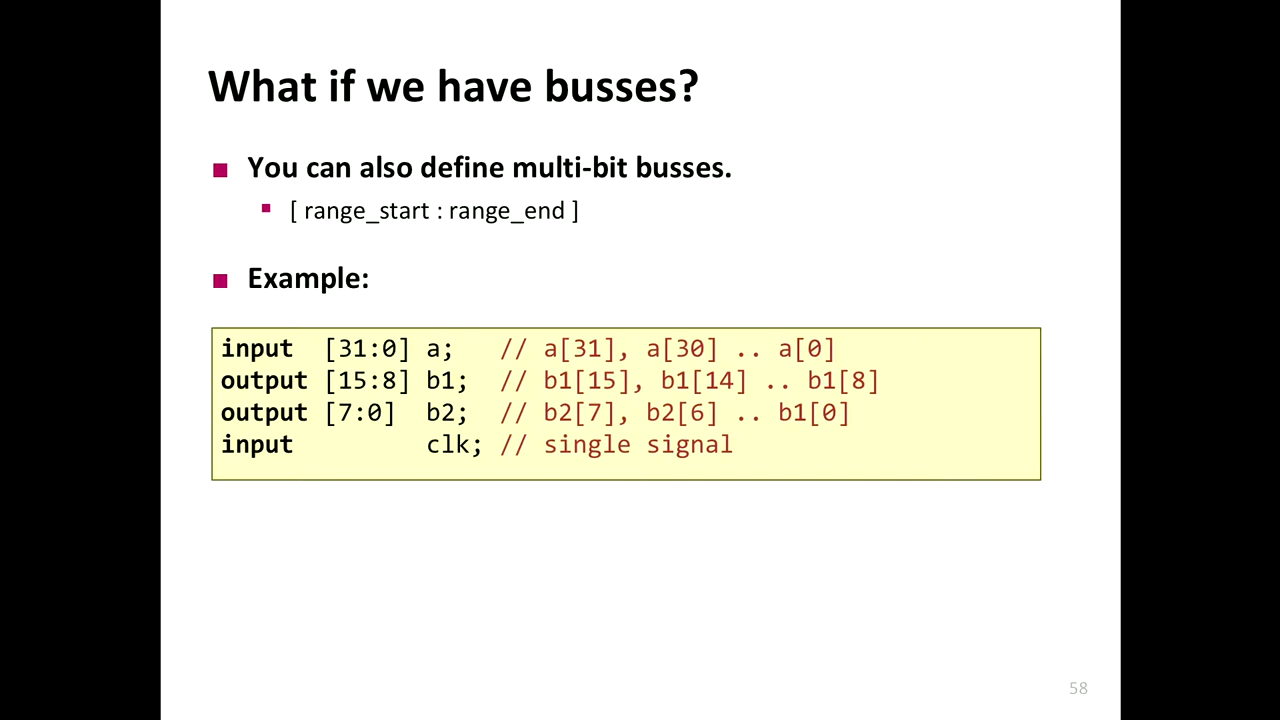 What if we have busses?
You can also define multi-bit busses.
[ range_start : range_end ]
Example:
input  [31:0] a;   // a[31], a[30] .. a[0]
output [15:8] b1;  // b1[15], b1[14] .. b1[8]
output [7:0]  b2;  // b2[7], b2[6] .. b1[0]
input         clk; // single signal
58